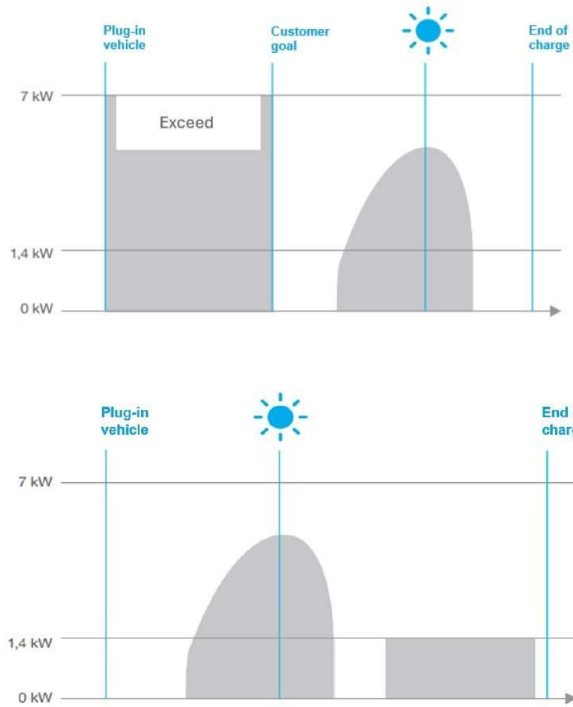 Plug-in
vehicle
Customer
goal
End of
charge
7 kW
Exceed
1,4 kW
0 kW
Plug-in
vehicle
End
7 kW
1,4 kW
0 kW